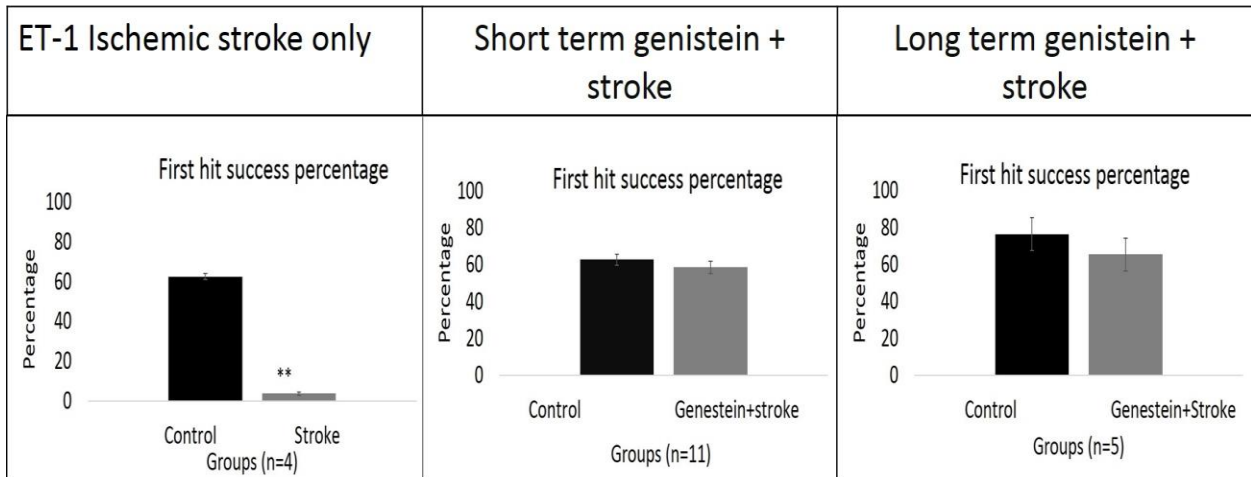 ET-1 Ischemic stroke only
Short term genistein +
stroke
Long term genistein +
stroke
First hit success percentage
100
80
60
40
20
0
Percentage
**
Control
Stroke
Groups (n=4)
First hit success percentage
100
80
60
40
20
0
Percentage
Control
Genestein+stroke
Groups (n=11)
First hit success percentage
100
80
60
40
20
0
Percentage
Control
Genestein+Stroke
Groups (n=5)